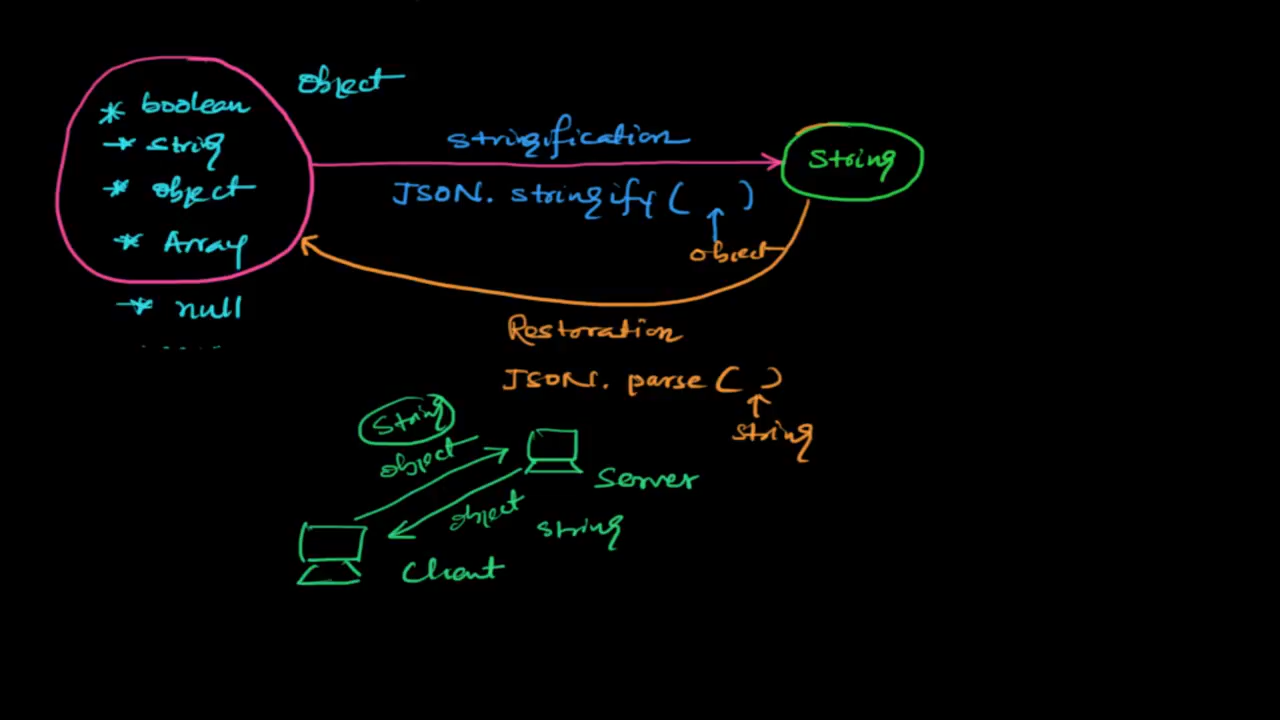 object
* boolean
* string
* object
* Array
* null
.....
stringification
JSON. stringify ( )
object
String
Restoration
JSON. parse ( )
string
String
object
Server
object
string
Client